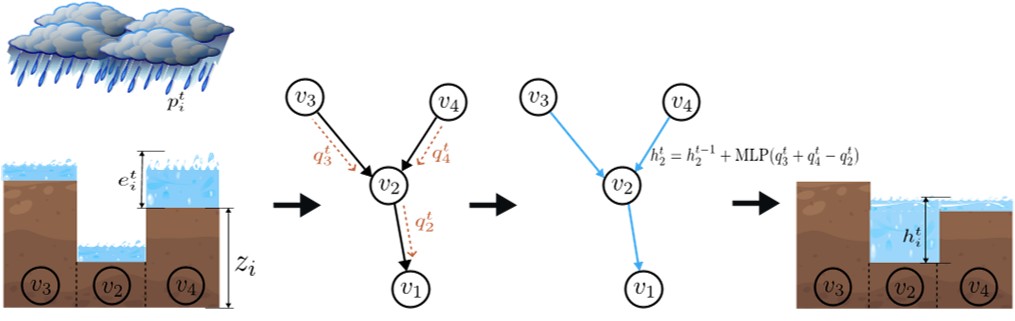 $p_i^t$
$e_i^t$
$z_i$
$v_3$ $v_2$ $v_4$
$v_3$ $v_4$
$q_3^t$ $q_4^t$
$v_2$
$q_2^t$
$v_1$
$v_3$ $v_4$
$h_2^t = h_2^{t-1} + \mathrm{MLP}(q_3^t + q_4^t - q_2^t)$
$v_2$
$v_1$
$h_i^t$
$v_3$ $v_2$ $v_4$